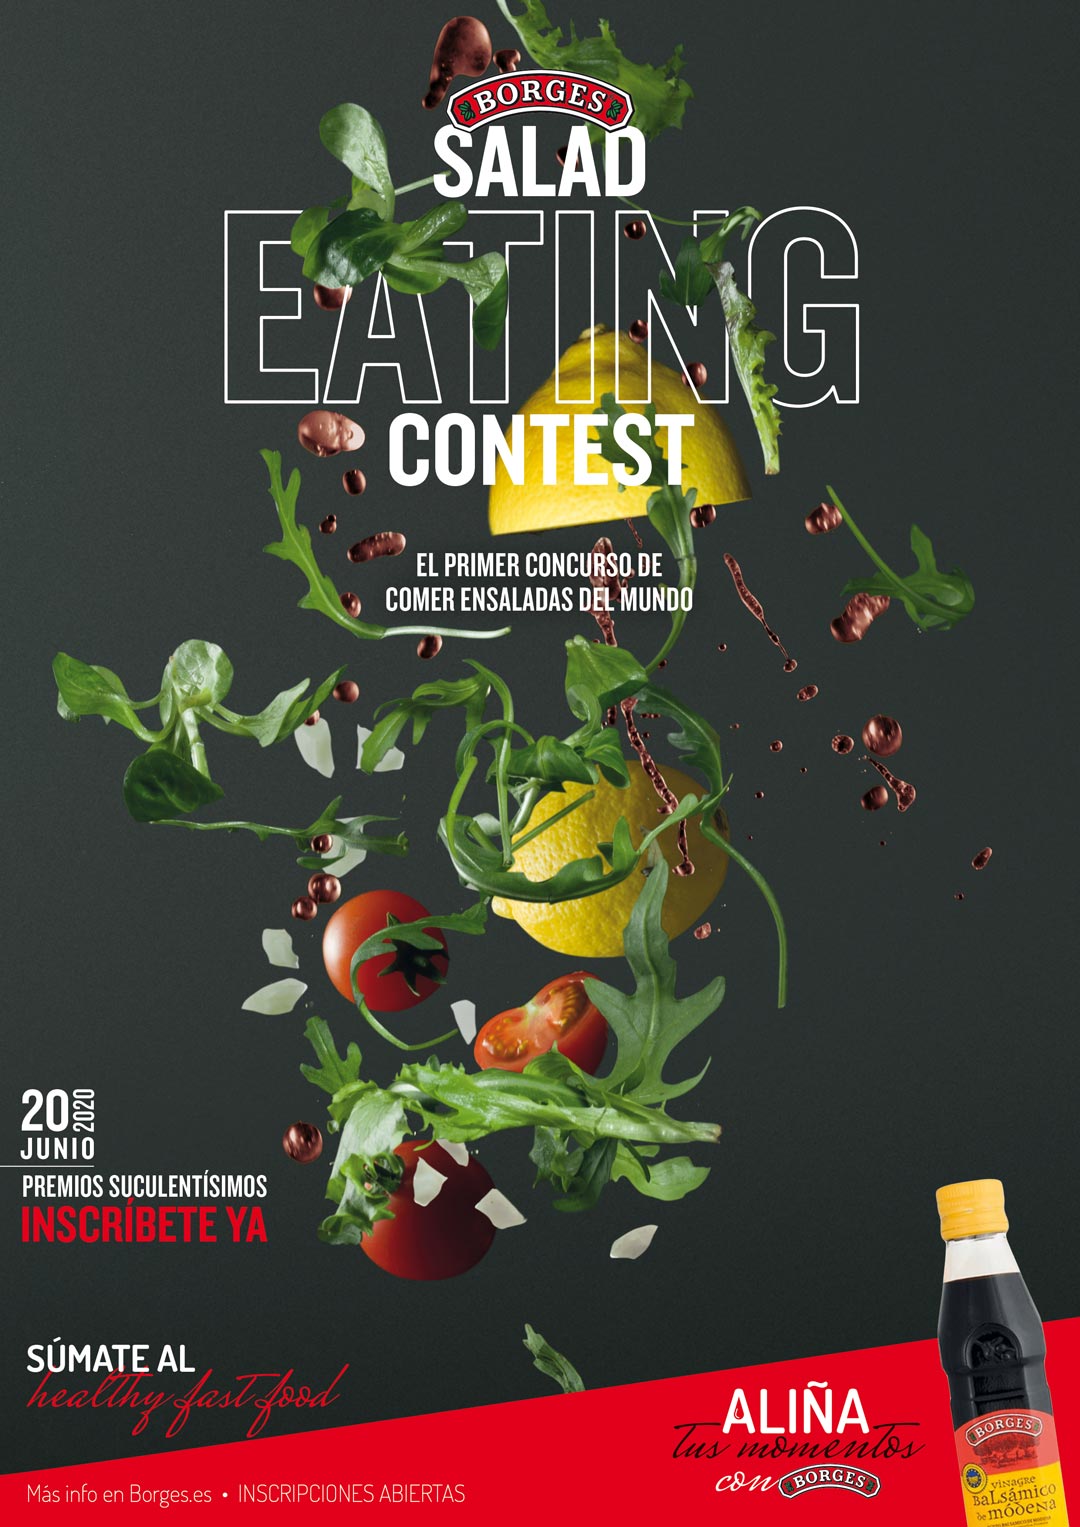 BORGES
SALAD
EATING
CONTEST
EL PRIMER CONCURSO DE
COMER ENSALADAS DEL MUNDO
20 2020
JUNIO
PREMIOS SUCULENTÍSIMOS
INSCRÍBETE YA
SÚMATE AL
healthy fast food
Más info en Borges.es • INSCRIPCIONES ABIERTAS
ALIÑA
tus momentos
con BORGES
BORGES
VINAGRE
BaLsámico
de móDeNa